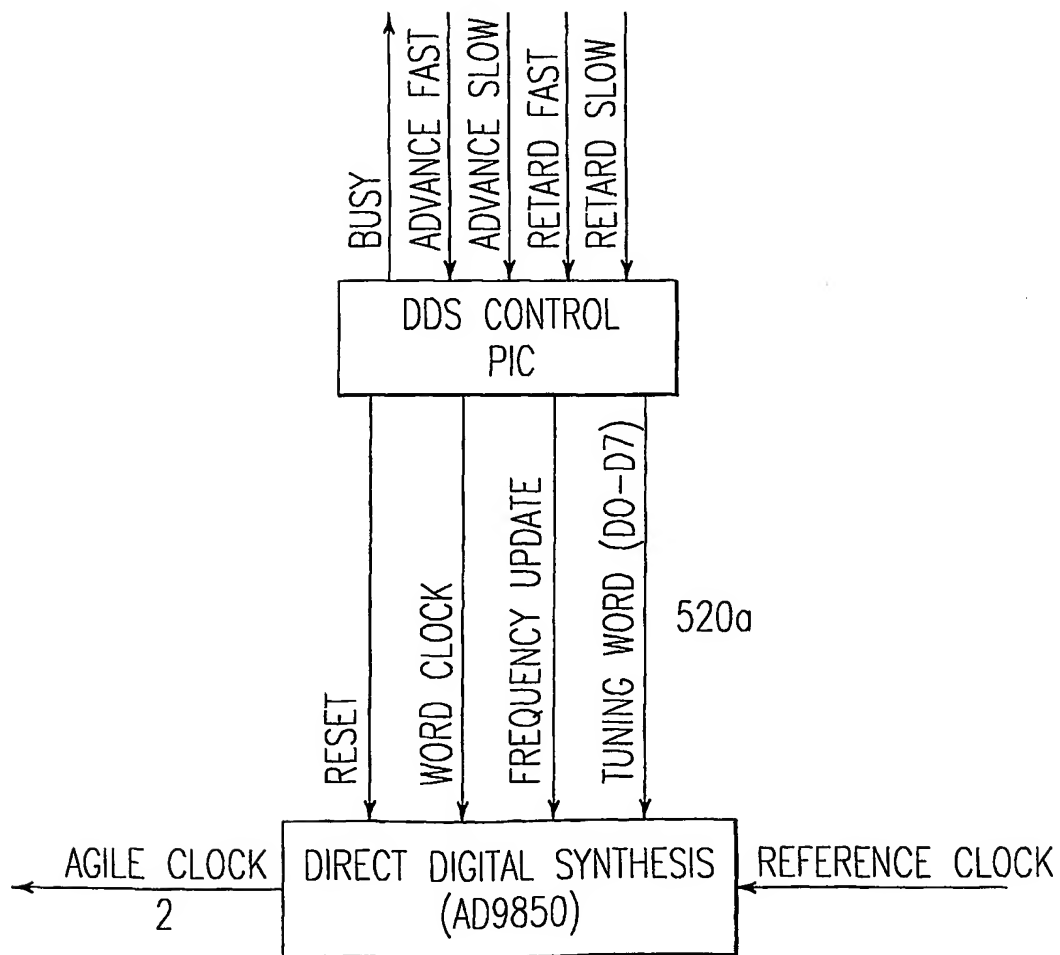 BUSY
ADVANCE FAST
ADVANCE SLOW
RETARD FAST
RETARD SLOW
DDS CONTROL
PIC
RESET
WORD CLOCK
FREQUENCY UPDATE
TUNING WORD (DO-D7)
520a
AGILE CLOCK
2
DIRECT DIGITAL SYNTHESIS
(AD9850)
REFERENCE CLOCK